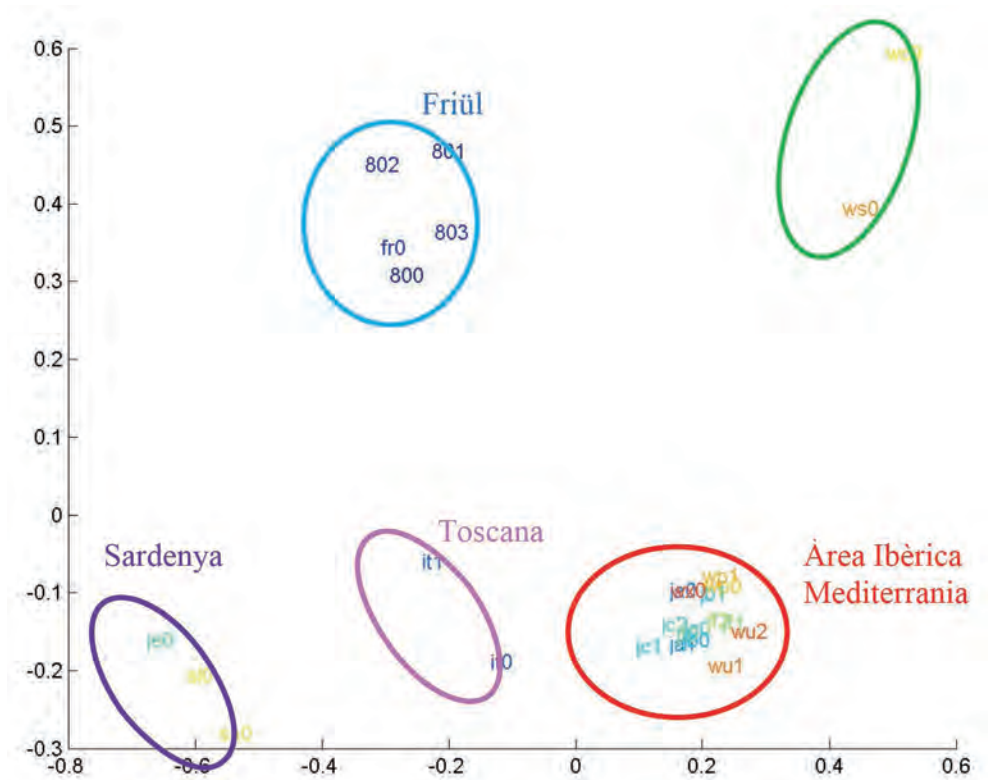 0.6
0.5
0.4
0.3
0.2
0.1
0
-0.1
-0.2
-0.3
-0.8
-0.6
-0.4
-0.2
0
0.2
0.4
0.6
Friül
801
802
803
fr0
800
ws0
Toscana
it1
it0
Sardenya
je0
Àrea Ibèrica
Mediterrania
wu2
wu1
jc1